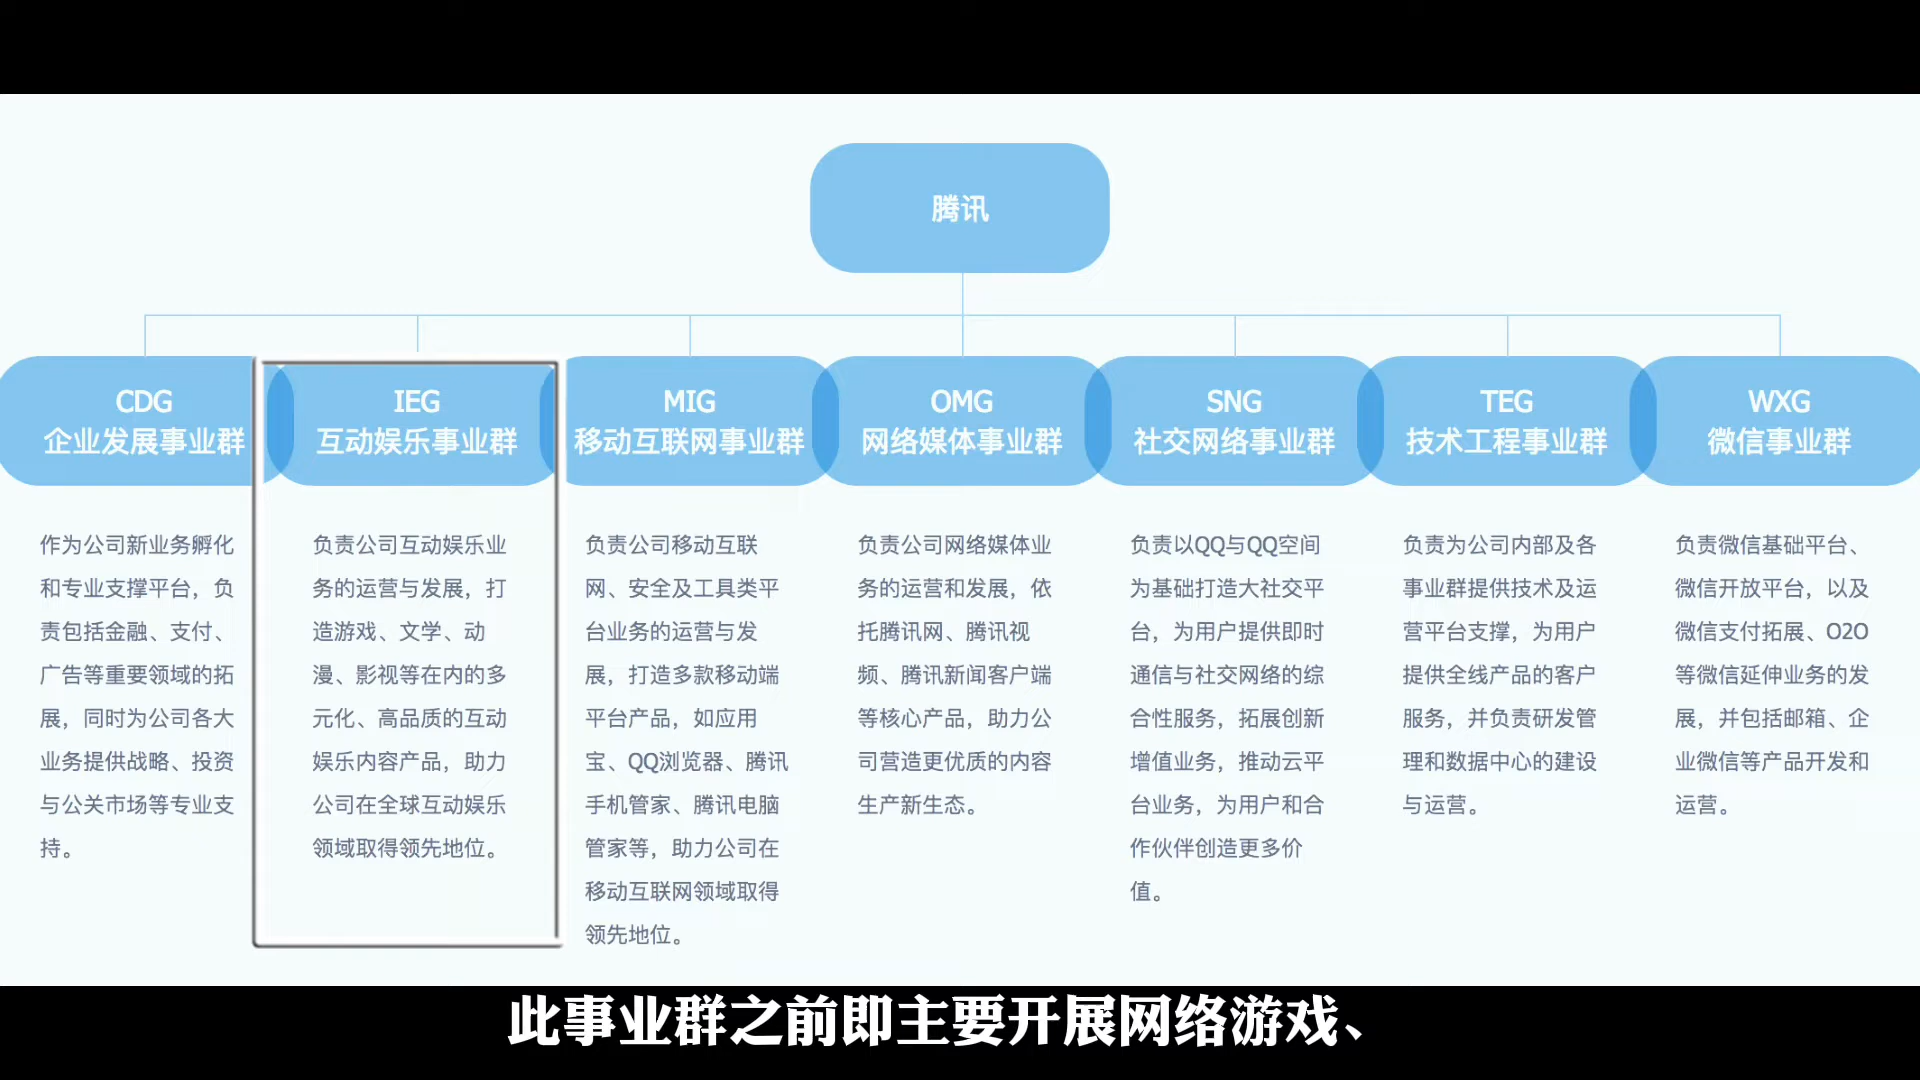 腾讯
CDG
企业发展事业群
作为公司新业务孵化
和专业支撑平台，负
责包括金融、支付、
广告等重要领域的拓
展，同时为公司各大
业务提供战略、投资
与公关市场等专业支
持。
IEG
互动娱乐事业群
负责公司互动娱乐业
务的运营与发展，打
造游戏、文学、动
漫、影视等在内的多
元化、高品质的互动
娱乐内容产品，助力
公司在全球互动娱乐
领域取得领先地位。
MIG
移动互联网事业群
负责公司移动互联
网、安全及工具类平
台业务的运营与发
展，打造多款移动端
平台产品，如应用
宝、QQ浏览器、腾讯
手机管家、腾讯电脑
管家等，助力公司在
移动互联网领域取得
领先地位。
OMG
网络媒体事业群
负责公司网络媒体业
务的运营和发展，依
托腾讯网、腾讯视
频、腾讯新闻客户端
等核心产品，助力公
司营造更优质的内容
生产新生态。
SNG
社交网络事业群
负责以QQ与QQ空间
为基础打造大社交平
台，为用户提供即时
通信与社交网络的综
合性服务，拓展创新
增值业务，推动云平
台业务，为用户和合
作伙伴创造更多价
值。
TEG
技术工程事业群
负责为公司内部及各
事业群提供技术及运
营平台支撑，为用户
提供全线产品的客户
服务，并负责研发管
理和数据中心的建设
与运营。
WXG
微信事业群
负责微信基础平台、
微信开放平台，以及
微信支付拓展、O2O
等微信延伸业务的发
展，并包括邮箱、企
业微信等产品开发和
运营。
此事业群之前即主要开展网络游戏、